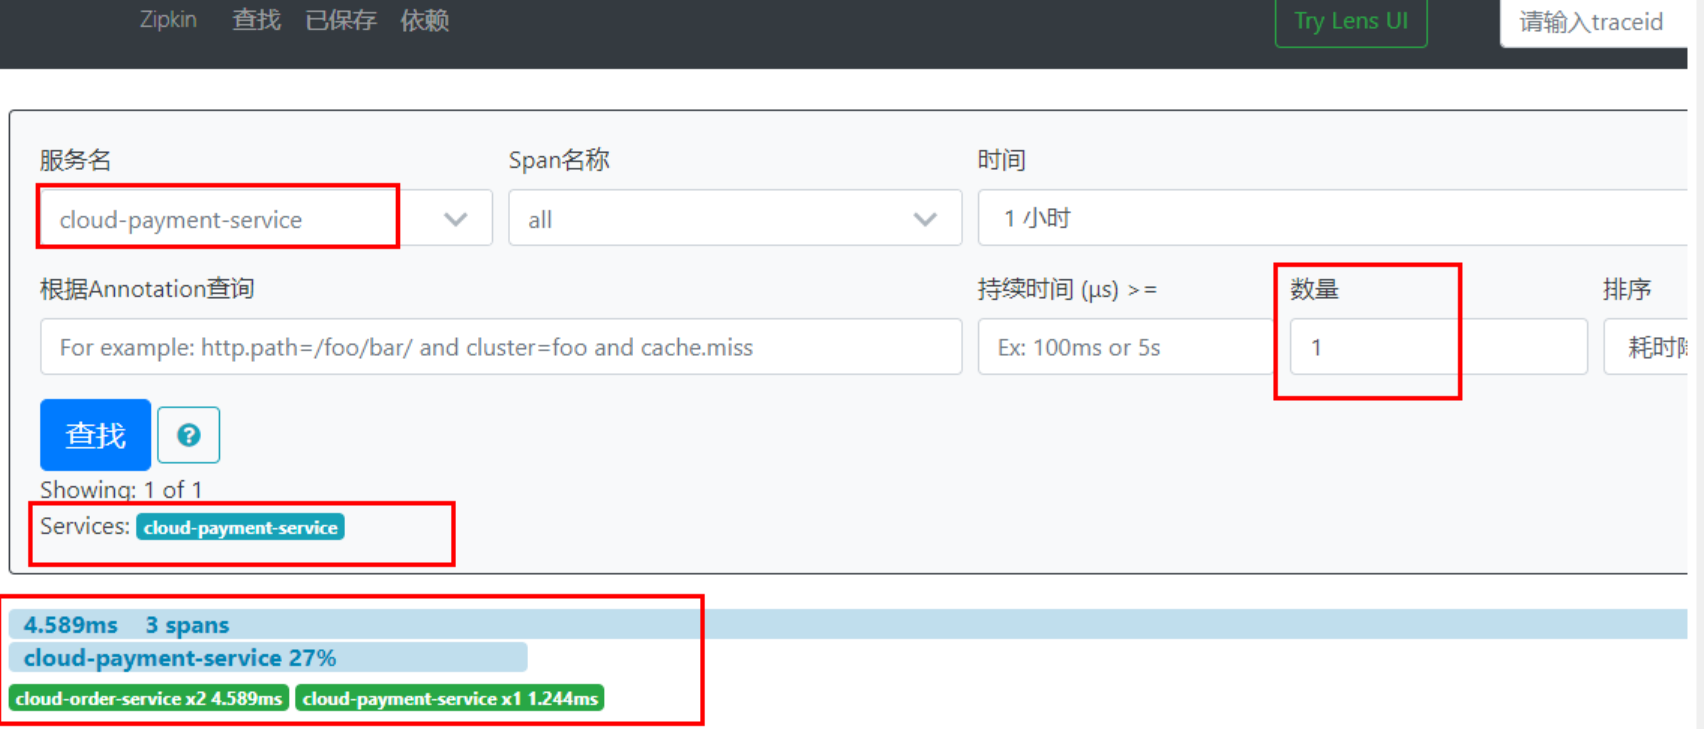 Zipkin 查找 已保存 依赖 Try Lens UI 请输入traceid
服务名 Span名称 时间
cloud-payment-service all 1 小时
根据Annotation查询 持续时间 (μs) >= 数量 排序
For example: http.path=/foo/bar/ and cluster=foo and cache.miss Ex: 100ms or 5s 1 耗时
查找 ?
Showing: 1 of 1
Services: cloud-payment-service
4.589ms 3 spans
cloud-payment-service 27%
cloud-order-service x2 4.589ms cloud-payment-service x1 1.244ms